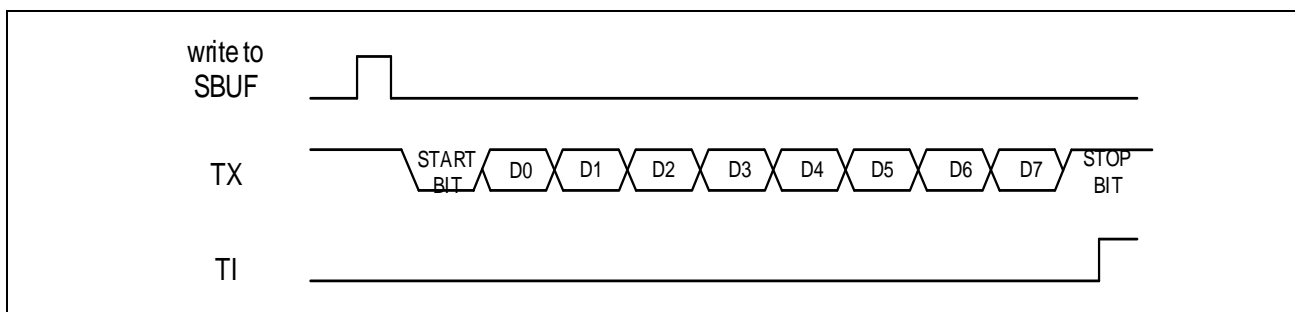 write to
SBUF
TX
START
BIT
D0
D1
D2
D3
D4
D5
D6
D7
STOP
BIT
TI